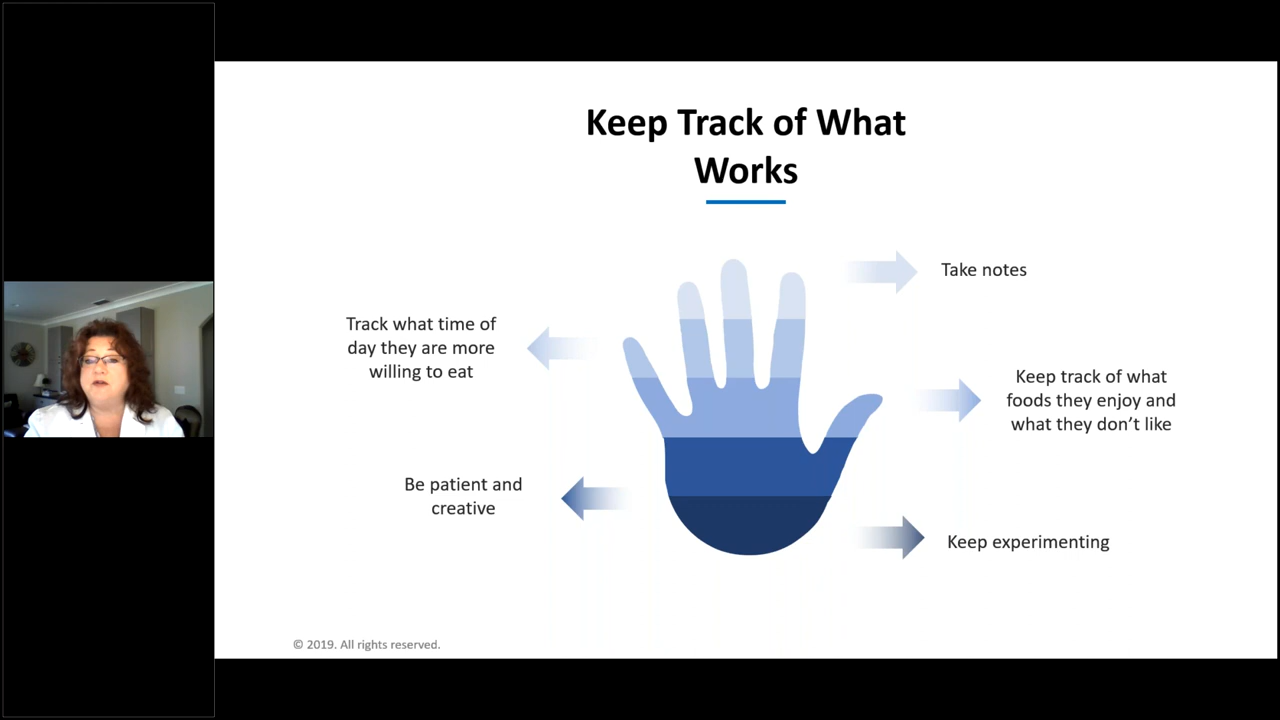 Keep Track of What
Works
Take notes
Track what time of
day they are more
willing to eat
Keep track of what
foods they enjoy and
what they don’t like
Be patient and
creative
Keep experimenting
© 2019. All rights reserved.